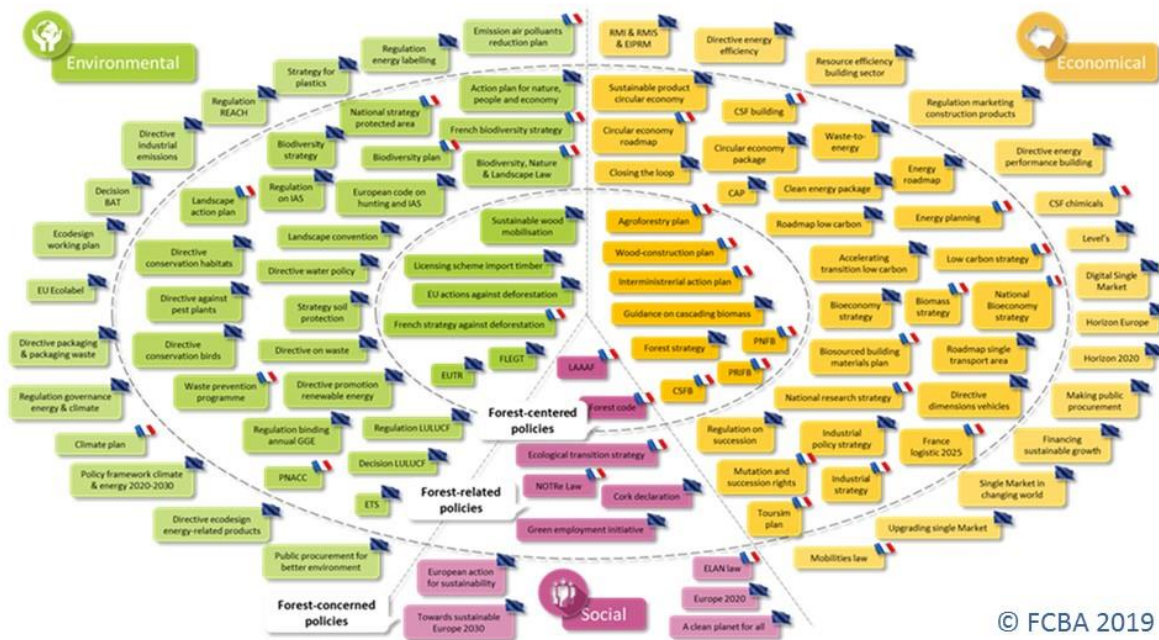 Environmental
Emission air polluants
reduction plan
Regulation
energy labelling
Strategy for
plastics
Regulation
REACH
Directive
industrial
emissions
Decision
BAT
Ecodesign
working plan
EU Ecolabel
Directive packaging
& packaging waste
Regulation governance
energy & climate
Climate plan
Policy framework climate
& energy 2020-2030
Directive ecodesign
energy-related products
Public procurement for
better environment
Action plan for nature,
people and economy
National strategy
protected area
French biodiversity strategy
Biodiversity
strategy
Biodiversity plan
Biodiversity, Nature
& Landscape Law
Landscape
action plan
Regulation
on IAS
European code on
hunting and IAS
Landscape convention
Directive
conservation habitats
Directive water policy
Directive against
pest plants
Strategy soil
protection
Directive
conservation birds
Directive on waste
Waste prevention
programme
Directive promotion
renewable energy
Regulation binding
annual GGE
Regulation LULUCF
PNACC
Decision LULUCF
ETS
Sustainable wood
mobilisation
Licensing scheme import timber
EU actions against deforestation
French strategy against deforestation
FLEGT
EUTR
Economical
RMI & RMIS
& EIPRM
Directive energy
efficiency
Resource efficiency
building sector
Regulation marketing
construction products
Directive energy
performance building
CSF chimicals
Level's
Digital Single
Market
Horizon Europe
Horizon 2020
Making public
procurement
Financing
sustainable growth
Single Market in
changing world
Upgrading single Market
Mobilities law
Sustainable product
circular economy
CSF building
Circular economy
roadmap
Circular economy
package
Waste-to-
energy
Closing the loop
CAP
Clean energy package
Energy
roadmap
Roadmap low carbon
Energy planning
Accelerating
transition low carbon
Low carbon strategy
Bioeconomy
strategy
Biomass
strategy
National
Bioeconomy
strategy
Biosourced building
materials plan
Roadmap single
transport area
National research strategy
Directive
dimensions vehicles
Regulation on
succession
Industrial
policy strategy
France
logistic 2025
Mutation and
succession rights
Industrial
strategy
Toursim
plan
Agroforestry plan
Wood-construction plan
Interministrerial action plan
Guidance on cascading biomass
Forest strategy
PNFB
PRIFB
CSFB
LAAAF
Forest code
Forest-centered
policies
Ecological transition strategy
NOTRe Law
Cork declaration
Green employment initiative
Forest-related
policies
European action
for sustainability
Towards sustainable
Europe 2030
Forest-concerned
policies
Social
ELAN law
Europe 2020
A clean planet for all
© FCBA 2019